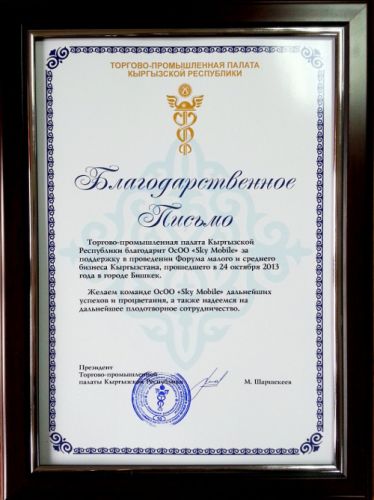 ТОРГОВО-ПРОМЫШЛЕННАЯ ПАЛАТА
КЫРГЫЗСКОЙ РЕСПУБЛИКИ
Благодарственное
Письмо
Торгово-промышленная палата Кыргызской
Республики благодарит ОсОО «Sky Mobile» за
поддержку в проведении Форума малого и среднего
бизнеса Кыргызстана, прошедшего в 24 октября 2013
года в городе Бишкек.
Желаем команде ОсОО «Sky Mobile» дальнейших
успехов и процветания, а также надеемся на
дальнейшее плодотворное сотрудничество.
Президент
Торгово-промышленной
палаты Кыргызской Республики
М. Шаршекеев